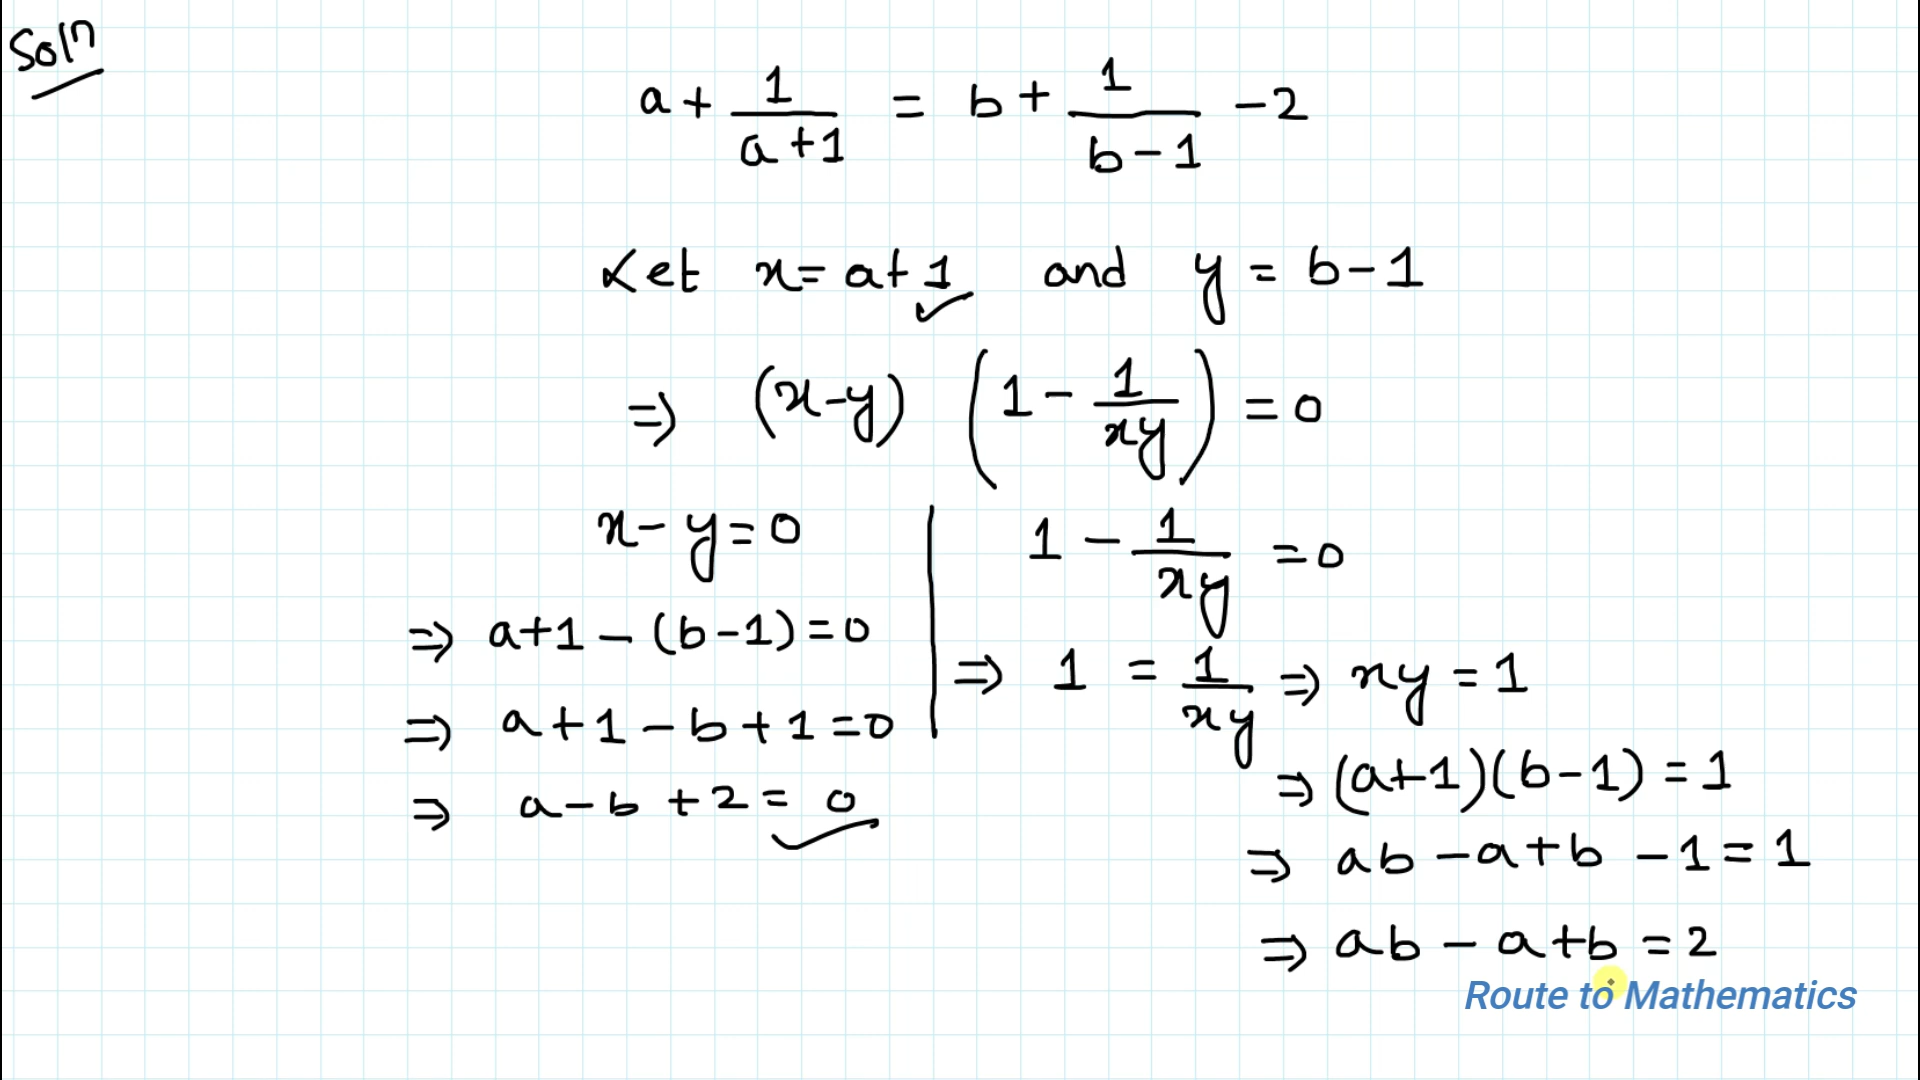 Soln
a + 1/(a+1) = b + 1/(b-1) - 2
Let x = a+1 and y = b-1
⇒ (x-y) (1 - 1/xy) = 0
x - y = 0
⇒ a+1 - (b-1) = 0
⇒ a+1-b+1 = 0
⇒ a-b+2 = 0
1 - 1/xy = 0
⇒ 1 = 1/xy ⇒ xy = 1
⇒ (a+1)(b-1) = 1
⇒ ab - a+b - 1 = 1
⇒ ab - a+b = 2
Route to Mathematics